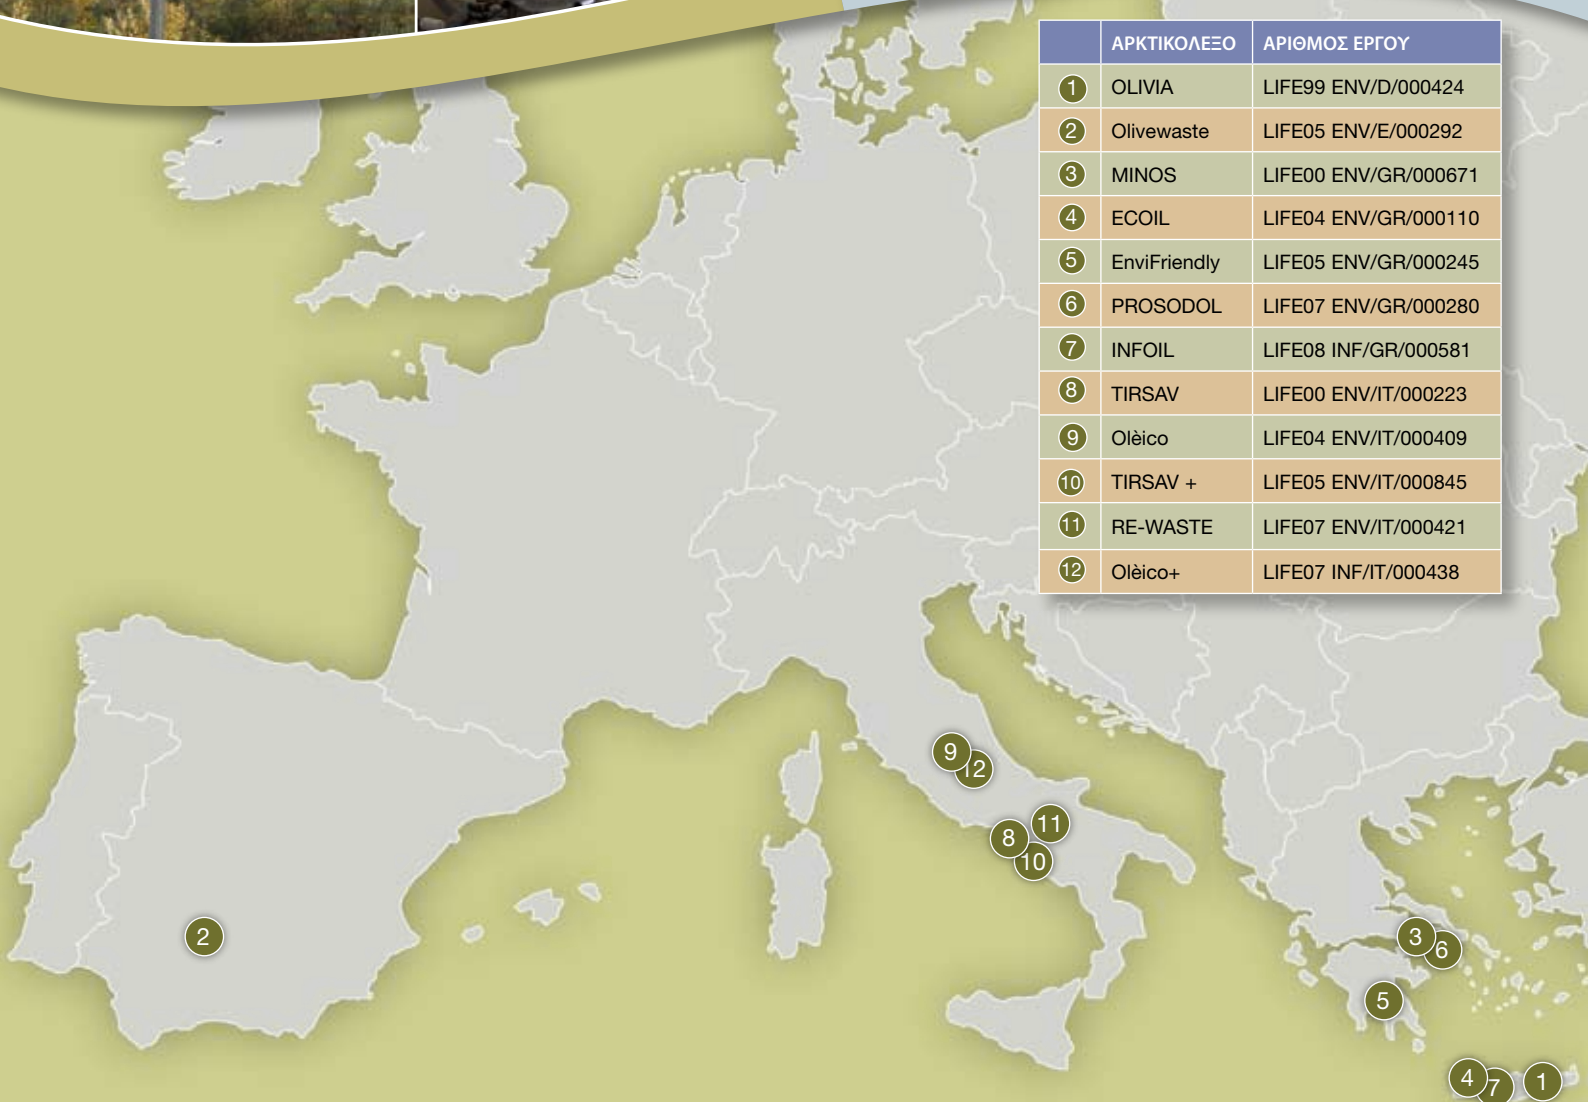 ΑΡΚΤΙΚΟΛΕΞΟ ΑΡΙΘΜΟΣ ΕΡΓΟΥ
1 OLIVIA LIFE99 ENV/D/000424
2 Olivewaste LIFE05 ENV/E/000292
3 MINOS LIFE00 ENV/GR/000671
4 ECOIL LIFE04 ENV/GR/000110
5 EnviFriendly LIFE05 ENV/GR/000245
6 PROSODOL LIFE07 ENV/GR/000280
7 INFOIL LIFE08 INF/GR/000581
8 TIRSAV LIFE00 ENV/IT/000223
9 Olèico LIFE04 ENV/IT/000409
10 TIRSAV + LIFE05 ENV/IT/000845
11 RE-WASTE LIFE07 ENV/IT/000421
12 Olèico+ LIFE07 INF/IT/000438
9
12
11
8
10
2
3
6
5
4
7
1